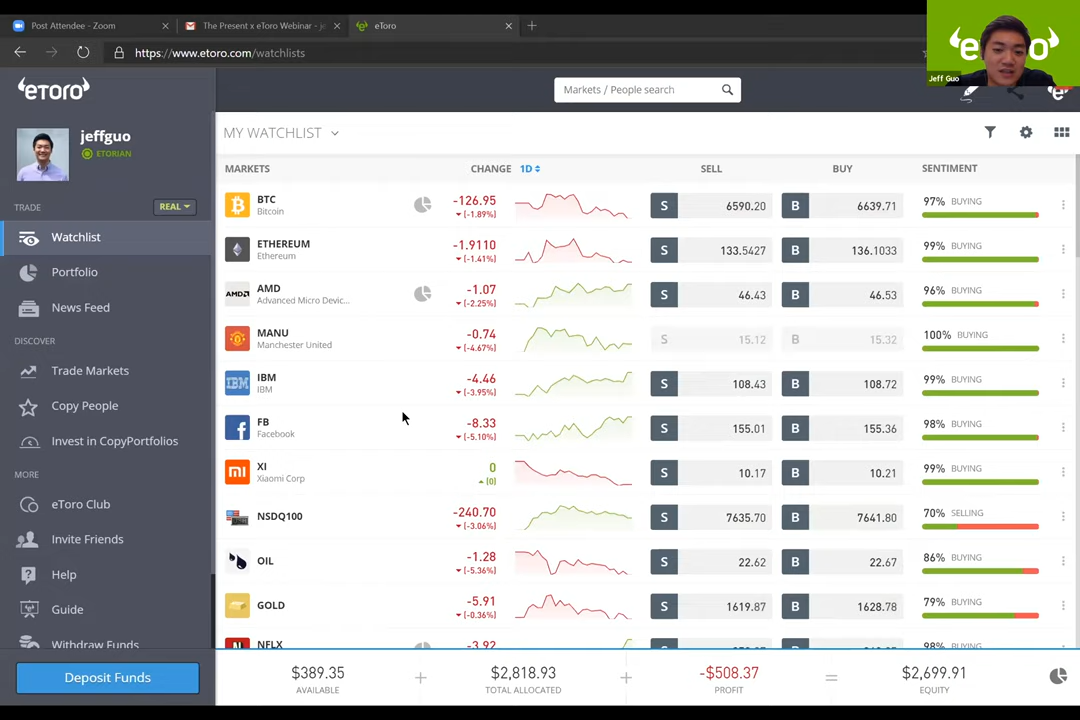 Post Attendee - Zoom
The Present x eToro Webinar - je
eToro
https://www.etoro.com/watchlists
eToro
Jeff Guo
eToro
Markets / People search
jeffguo
ETORIAN
TRADE
REAL
Watchlist
Portfolio
News Feed
DISCOVER
Trade Markets
Copy People
Invest in CopyPortfolios
MORE
eToro Club
Invite Friends
Help
Guide
Withdraw Funds
Deposit Funds
MY WATCHLIST
MARKETS CHANGE 1D SELL BUY SENTIMENT
BTC
Bitcoin
-126.95
(-1.89%)
S 6590.20 B 6639.71
97% BUYING
ETHEREUM
Ethereum
-1.9110
(-1.41%)
S 133.5427 B 136.1033
99% BUYING
AMD
AMD
Advanced Micro Devic...
-1.07
(-2.25%)
S 46.43 B 46.53
96% BUYING
MANU
Manchester United
-0.74
(-4.67%)
S 15.12 B 15.32
100% BUYING
IBM
IBM
IBM
-4.46
(-3.95%)
S 108.43 B 108.72
99% BUYING
FB
Facebook
-8.33
(-5.10%)
S 155.01 B 155.36
98% BUYING
XI
Xiaomi Corp
0
(0)
S 10.17 B 10.21
99% BUYING
NSDQ100
-240.70
(-3.06%)
S 7635.70 B 7641.80
70% SELLING
OIL
-1.28
(-5.36%)
S 22.62 B 22.67
86% BUYING
GOLD
-5.91
(-0.36%)
S 1619.87 B 1628.78
79% BUYING
NFLX
-3.92
98% BUYING
$389.35 + $2,818.93 + -$508.37 = $2,699.91
AVAILABLE TOTAL ALLOCATED PROFIT EQUITY